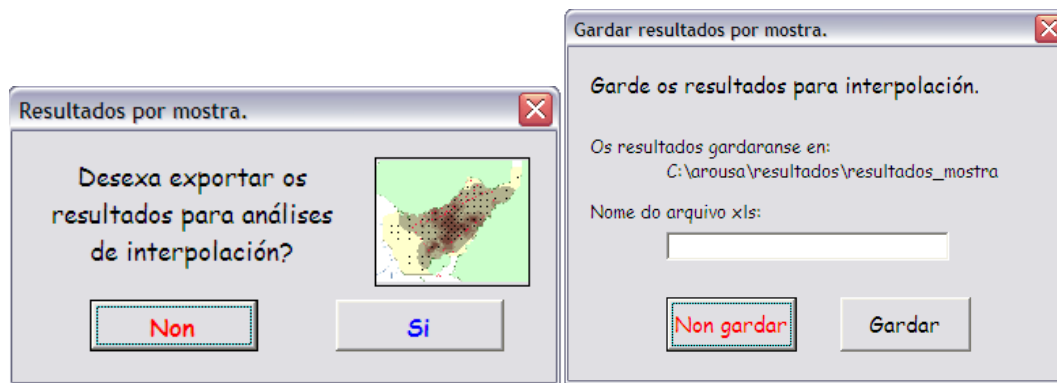 Resultados por mostra.
Desexa exportar os
resultados para análises
de interpolación?
Non
Si
Gardar resultados por mostra.
Garde os resultados para interpolación.
Os resultados gardaranse en:
C:\arousa\resultados\resultados_mostra
Nome do arquivo xls:
Non gardar
Gardar